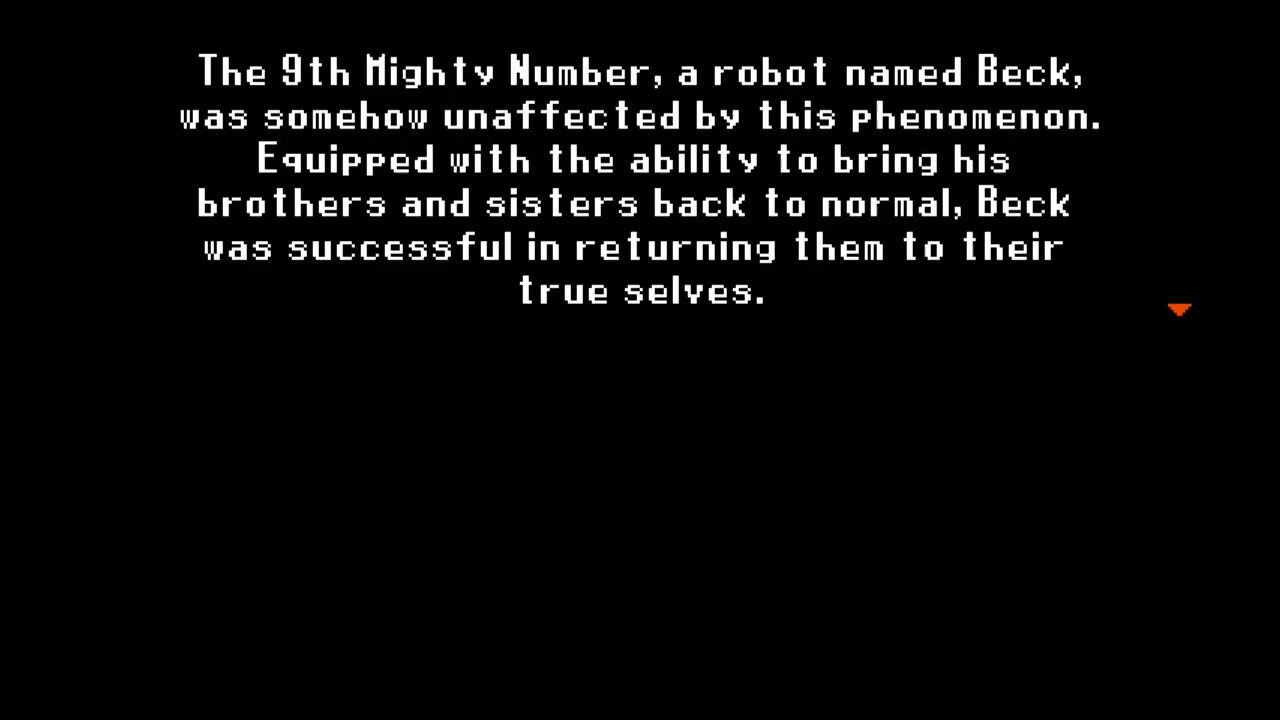 The 9th Mighty Number, a robot named Beck,
was somehow unaffected by this phenomenon.
Equipped with the ability to bring his
brothers and sisters back to normal, Beck
was successful in returning them to their
true selves.